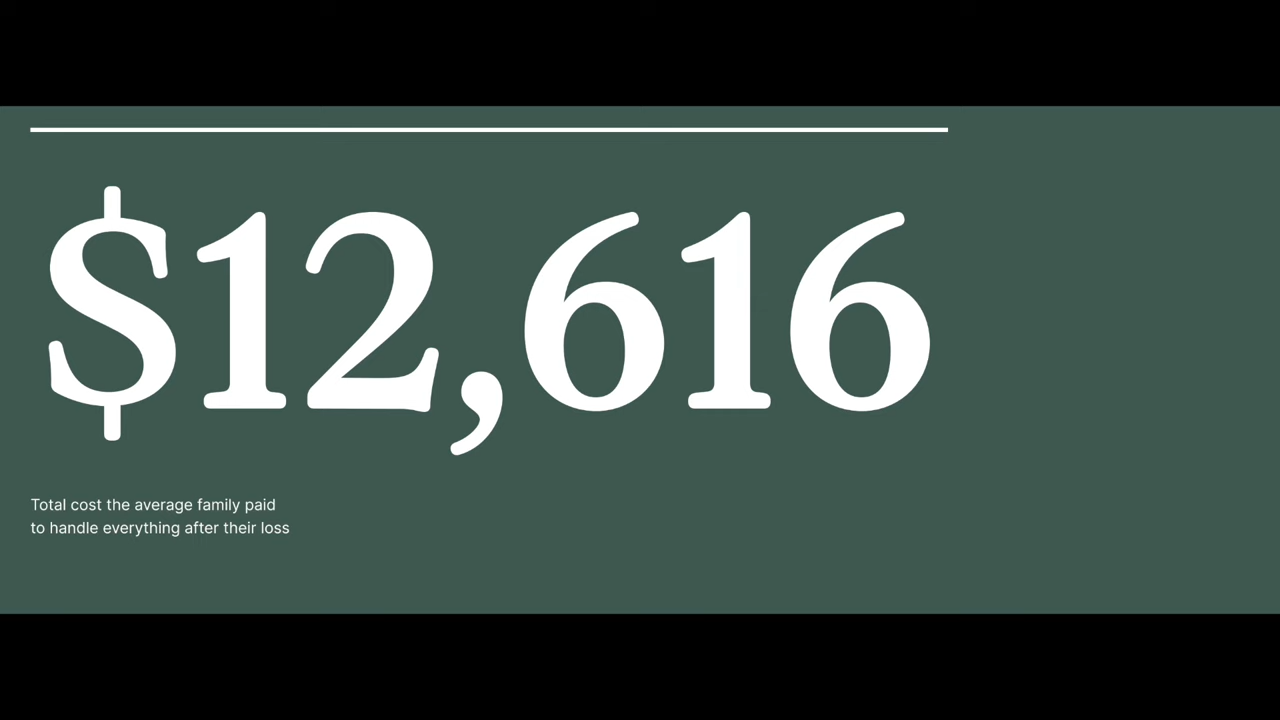 $12,616
Total cost the average family paid
to handle everything after their loss